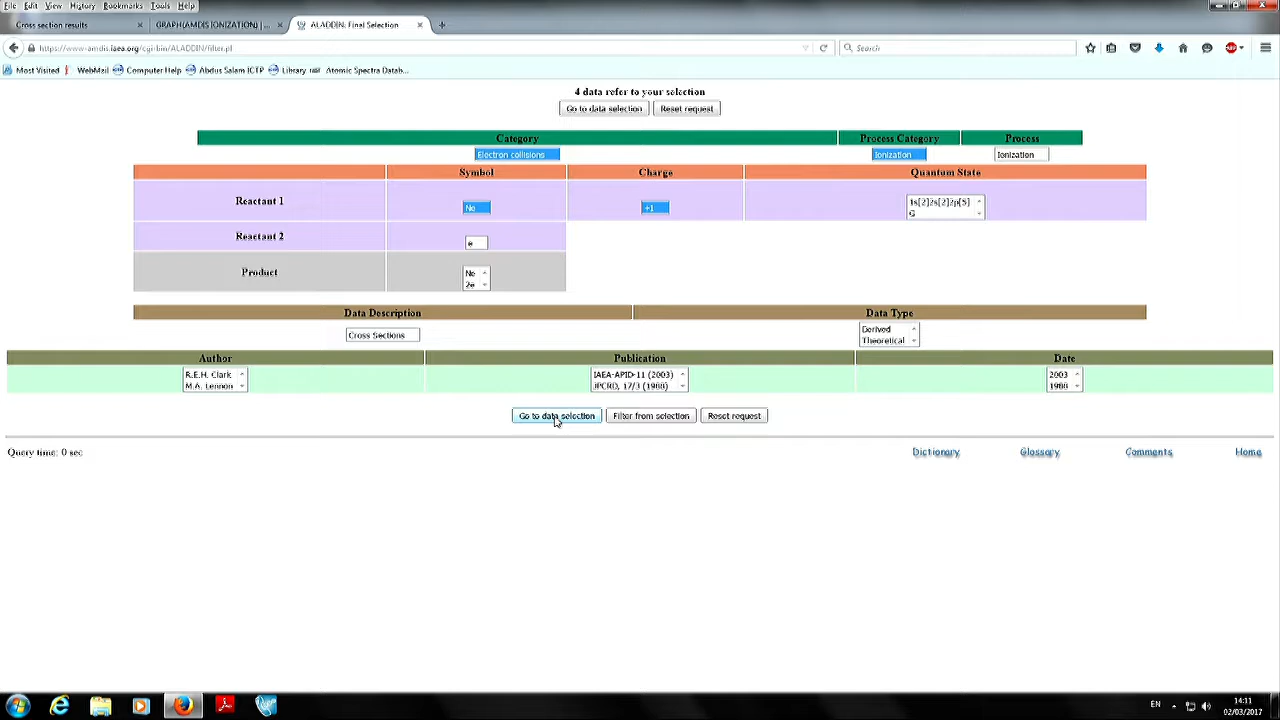 File Edit View History Bookmarks Tools Help
Cross section results × GRAPH(AMDIS IONIZATION) | ... × ALADDIN: Final Selection × +
https://www-amdis.iaea.org/cgi-bin/ALADDIN/filter.pl Search
Most Visited WebMail Computer Help Abdus Salam ICTP Library Atomic Spectra Datab...
4 data refer to your selection
Go to data selection Reset request
Category Process Category Process
Electron collisions Ionization Ionization
Symbol Charge Quantum State
Reactant 1 Ne +1 1s[2]2s[2]2p[5]
G
Reactant 2 e
Product Ne
2e
Data Description Data Type
Cross Sections Derived
Theoretical
Author Publication Date
R.E.H. Clark IAEA-APID-11 (2003) 2003
M.A. Lennon JPCRD, 17/3 (1988) 1988
Go to data selection Filter from selection Reset request
Query time: 0 sec Dictionary Glossary Comments Home
EN 14:11
02/03/2017